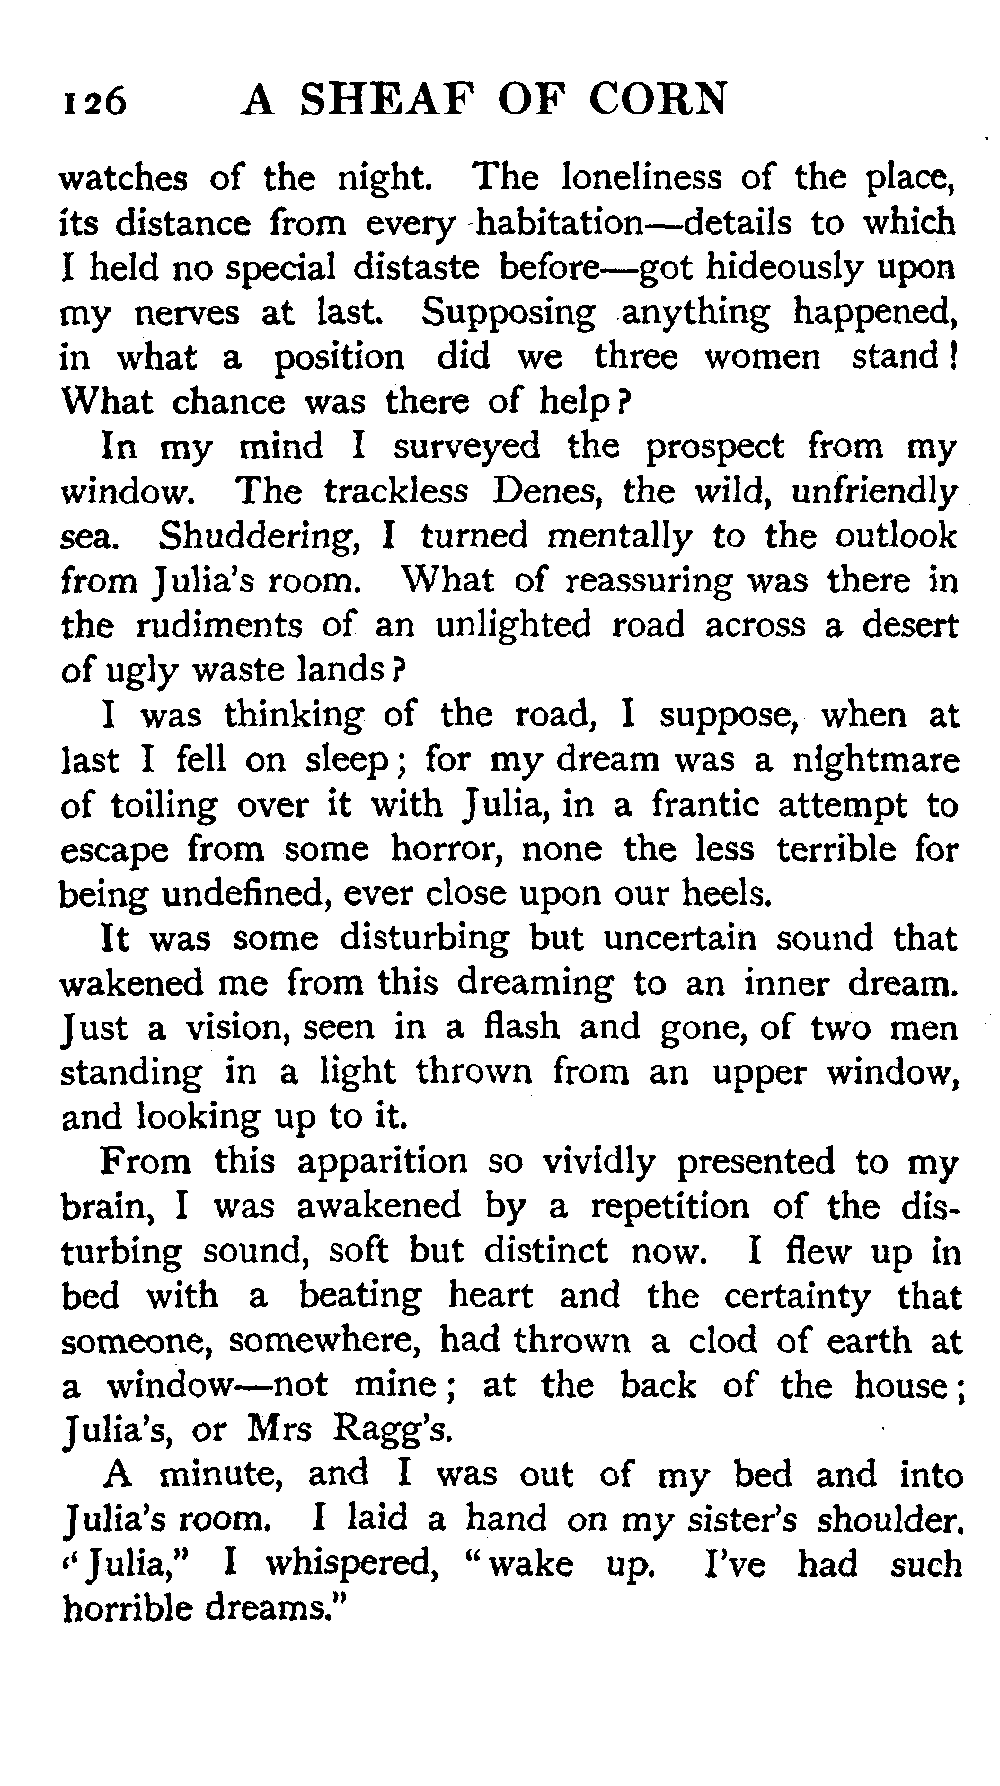 126 A SHEAF OF CORN
watches of the night. The loneliness of the place,
its distance from every habitation—details to which
I held no special distaste before—got hideously upon
my nerves at last. Supposing anything happened,
in what a position did we three women stand!
What chance was there of help?
In my mind I surveyed the prospect from my
window. The trackless Denes, the wild, unfriendly
sea. Shuddering, I turned mentally to the outlook
from Julia's room. What of reassuring was there in
the rudiments of an unlighted road across a desert
of ugly waste lands?
I was thinking of the road, I suppose, when at
last I fell on sleep; for my dream was a nightmare
of toiling over it with Julia, in a frantic attempt to
escape from some horror, none the less terrible for
being undefined, ever close upon our heels.
It was some disturbing but uncertain sound that
wakened me from this dreaming to an inner dream.
Just a vision, seen in a flash and gone, of two men
standing in a light thrown from an upper window,
and looking up to it.
From this apparition so vividly presented to my
brain, I was awakened by a repetition of the dis-
turbing sound, soft but distinct now. I flew up in
bed with a beating heart and the certainty that
someone, somewhere, had thrown a clod of earth at
a window—not mine; at the back of the house;
Julia's, or Mrs Ragg's.
A minute, and I was out of my bed and into
Julia's room. I laid a hand on my sister's shoulder.
"Julia," I whispered, "wake up. I've had such
horrible dreams."